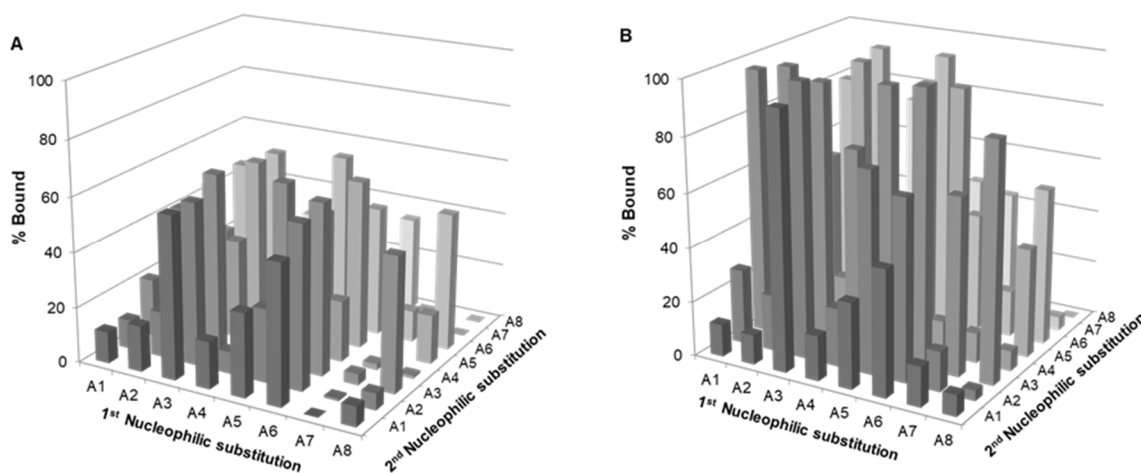 A
100
80
60
40
20
0
% Bound
A1
A2
A3
A4
A5
A6
A7
A8
1st Nucleophilic substitution
A1
A2
A3
A4
A5
A6
A7
A8
2nd Nucleophilic substitution
B
100
80
60
40
20
0
% Bound
A1
A2
A3
A4
A5
A6
A7
A8
1st Nucleophilic substitution
A1
A2
A3
A4
A5
A6
A7
A8
2nd Nucleophilic substitution